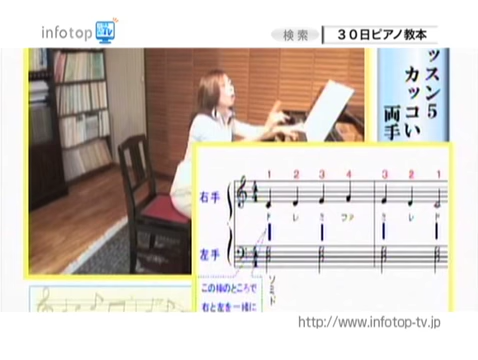 infotop
検索 30日ピアノ教本
ッスン5
カッコい
両手
1 2 3 4 3 2 1
右手
ド レ ミ ファ ミ レ ド
左手
この線のところで
右と左を一緒に
ソミド
http://www.infotop-tv.jp